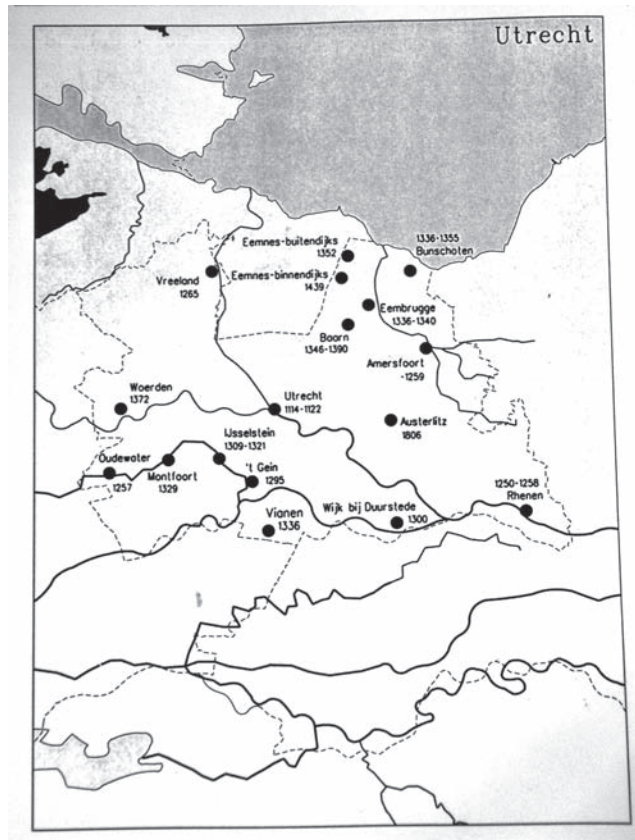 Utrecht
Eemnes-buitendijks
1352
1336-1355
Bunschoten
Vreeland
1265
Eemnes-binnendijks
1439
Eembrugge
1336-1340
Baarn
1346-1390
Amersfoort
-1259
Woerden
1372
Utrecht
1114-1122
Austerlitz
1806
IJsselstein
1309-1321
Oudewater
1257
Montfoort
1329
't Gein
1295
1250-1258
Rhenen
Vianen
1336
Wijk bij Duurstede
1300